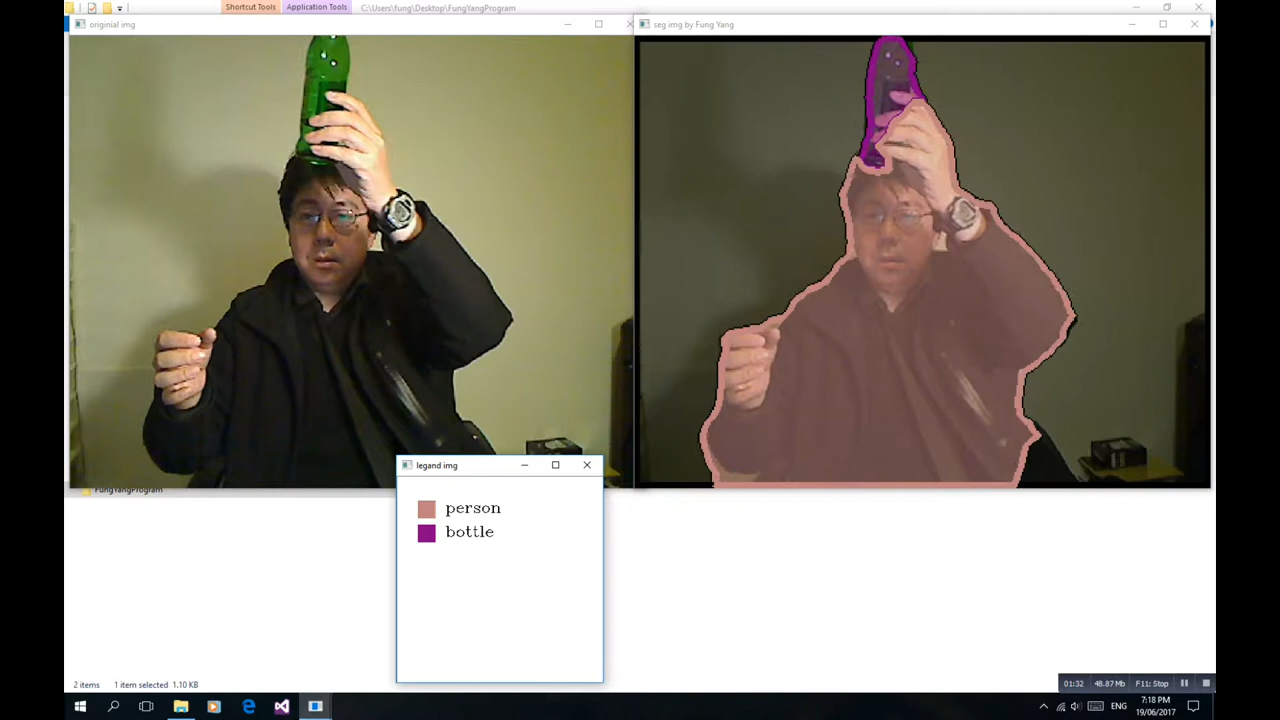 Shortcut Tools
Application Tools
C:\Users\fung\Desktop\FungYangProgram
originial img
seg img by Fung Yang
FungYangProgram
legand img
person
bottle
2 items
1 item selected 1.10 KB
01:32
48.87 Mb
F11: Stop
ENG
7:18 PM
19/06/2017